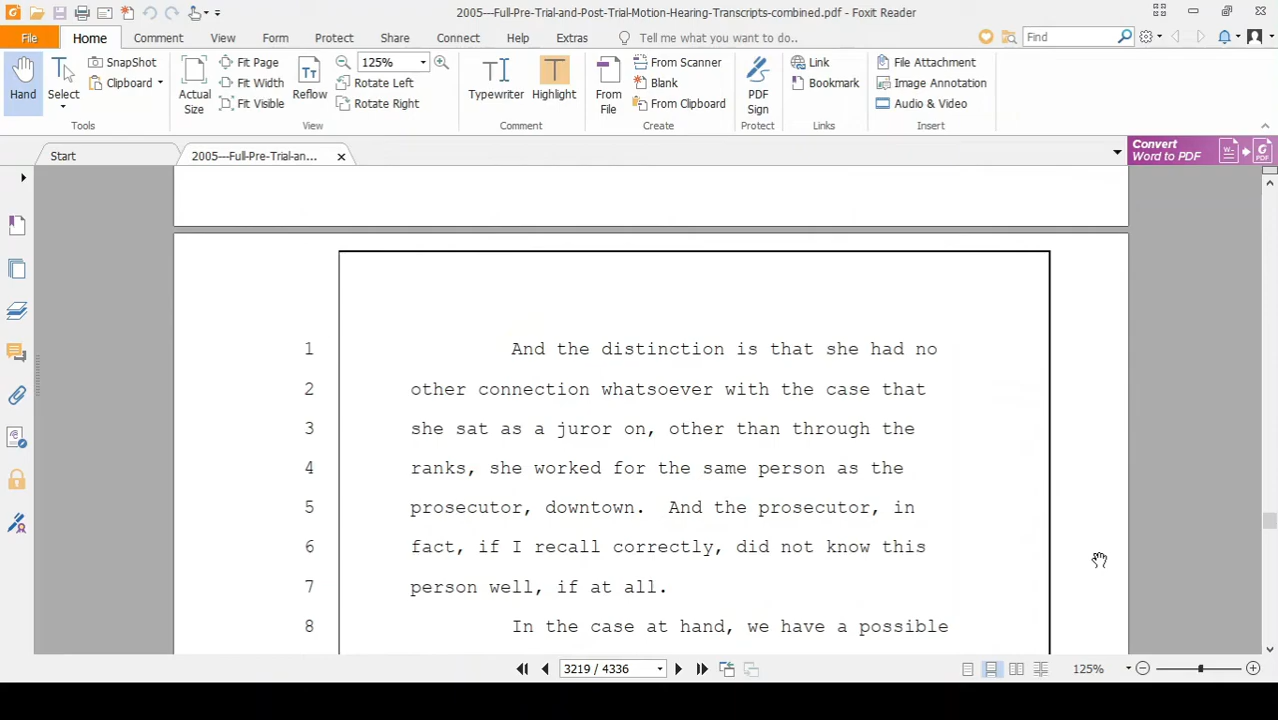 2005---Full-Pre-Trial-and-Post-Trial-Motion-Hearing-Transcripts-combined.pdf - Foxit Reader
File Home Comment View Form Protect Share Connect Help Extras Tell me what you want to do.. Find
Hand
Select
SnapShot
Clipboard
Tools
Actual Size
Fit Page
Fit Width
Fit Visible
Reflow
125%
Rotate Left
Rotate Right
View
Typewriter
Highlight
Comment
From File
From Scanner
Blank
From Clipboard
Create
PDF Sign
Protect
Link
Bookmark
Links
File Attachment
Image Annotation
Audio & Video
Insert
Start
2005---Full-Pre-Trial-an...
Convert
Word to PDF
1 And the distinction is that she had no
2 other connection whatsoever with the case that
3 she sat as a juror on, other than through the
4 ranks, she worked for the same person as the
5 prosecutor, downtown. And the prosecutor, in
6 fact, if I recall correctly, did not know this
7 person well, if at all.
8 In the case at hand, we have a possible
3219 / 4336
125%